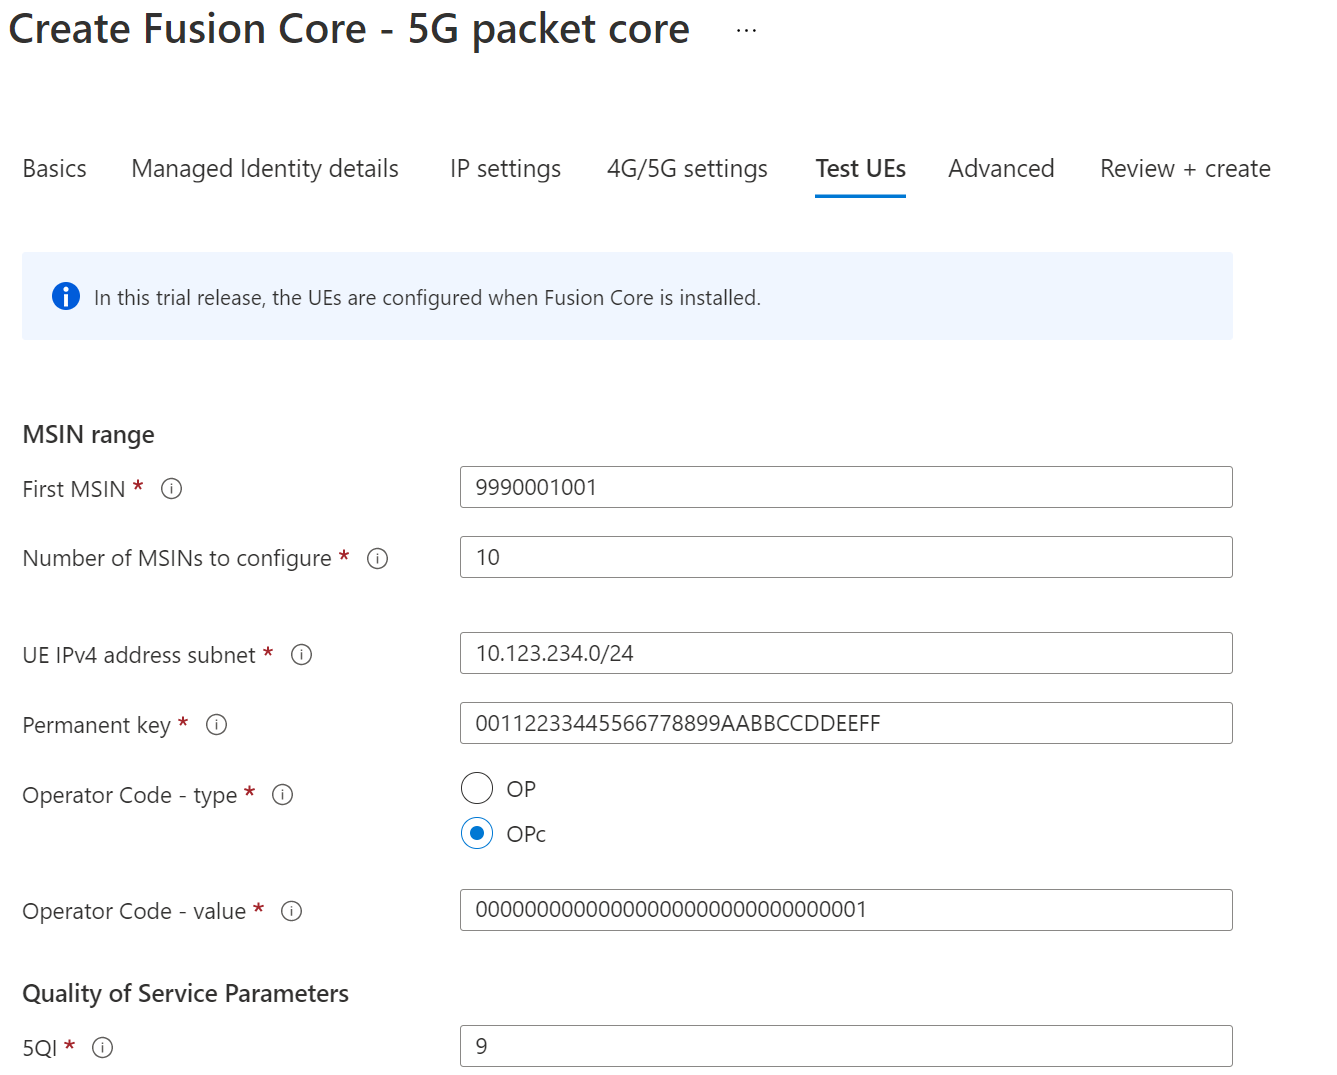 Create Fusion Core - 5G packet core ...
Basics Managed Identity details IP settings 4G/5G settings Test UEs Advanced Review + create
In this trial release, the UEs are configured when Fusion Core is installed.
MSIN range
First MSIN * 9990001001
Number of MSINs to configure * 10
UE IPv4 address subnet * 10.123.234.0/24
Permanent key * 00112233445566778899AABBCCDDEEFF
Operator Code - type * OP
OPc
Operator Code - value * 00000000000000000000000000000001
Quality of Service Parameters
5QI * 9